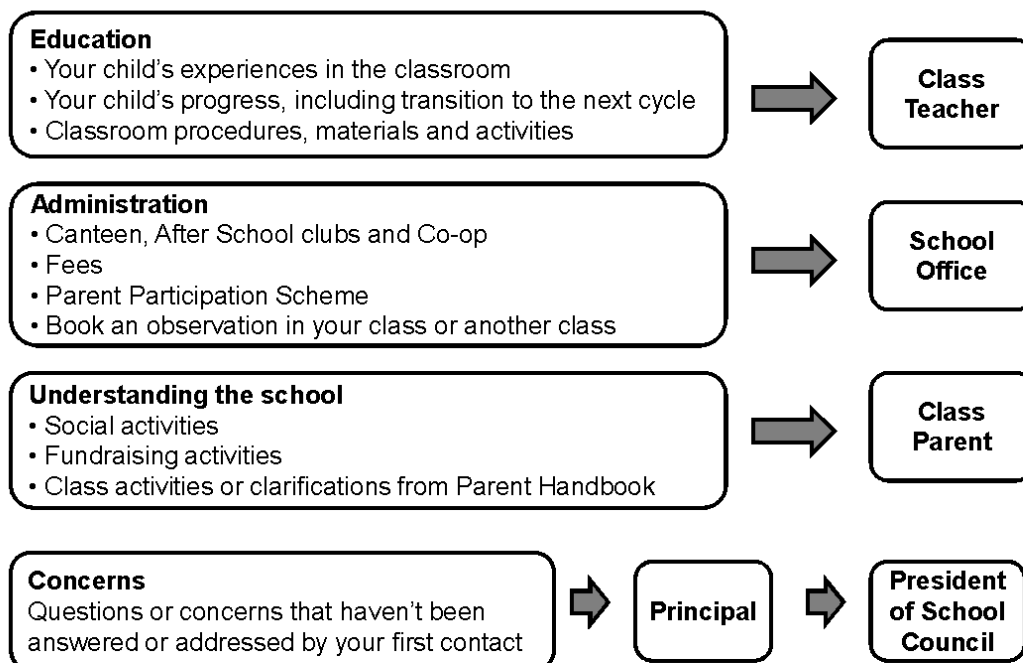 Education
• Your child’s experiences in the classroom
• Your child’s progress, including transition to the next cycle
• Classroom procedures, materials and activities
Class
Teacher
Administration
• Canteen, After School clubs and Co-op
• Fees
• Parent Participation Scheme
• Book an observation in your class or another class
School
Office
Understanding the school
• Social activities
• Fundraising activities
• Class activities or clarifications from Parent Handbook
Class
Parent
Concerns
Questions or concerns that haven’t been
answered or addressed by your first contact
Principal
President
of School
Council